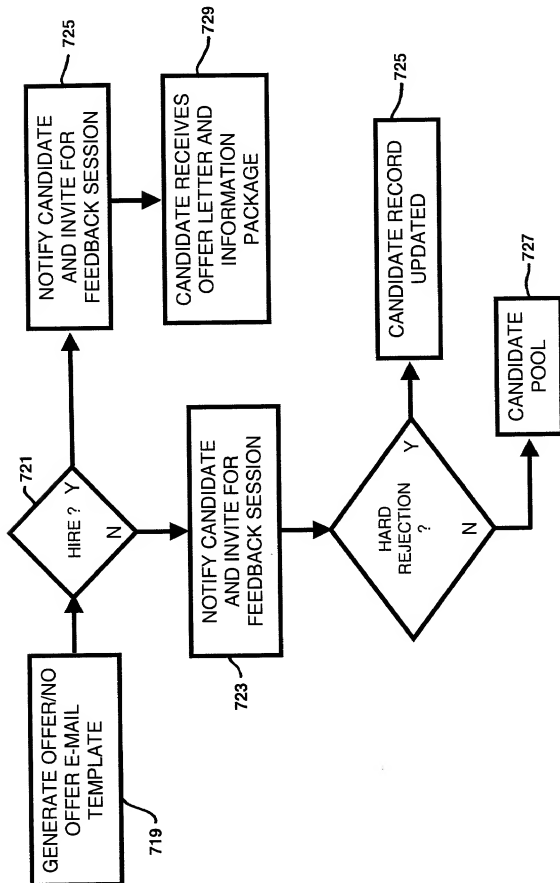 GENERATE OFFER/NO
OFFER E-MAIL
TEMPLATE
719
HIRE ?
721
Y
N
NOTIFY CANDIDATE
AND INVITE FOR
FEEDBACK SESSION
725
CANDIDATE RECEIVES
OFFER LETTER AND
INFORMATION
PACKAGE
729
NOTIFY CANDIDATE
AND INVITE FOR
FEEDBACK SESSION
723
HARD
REJECTION
?
Y
N
CANDIDATE RECORD
UPDATED
725
CANDIDATE
POOL
727